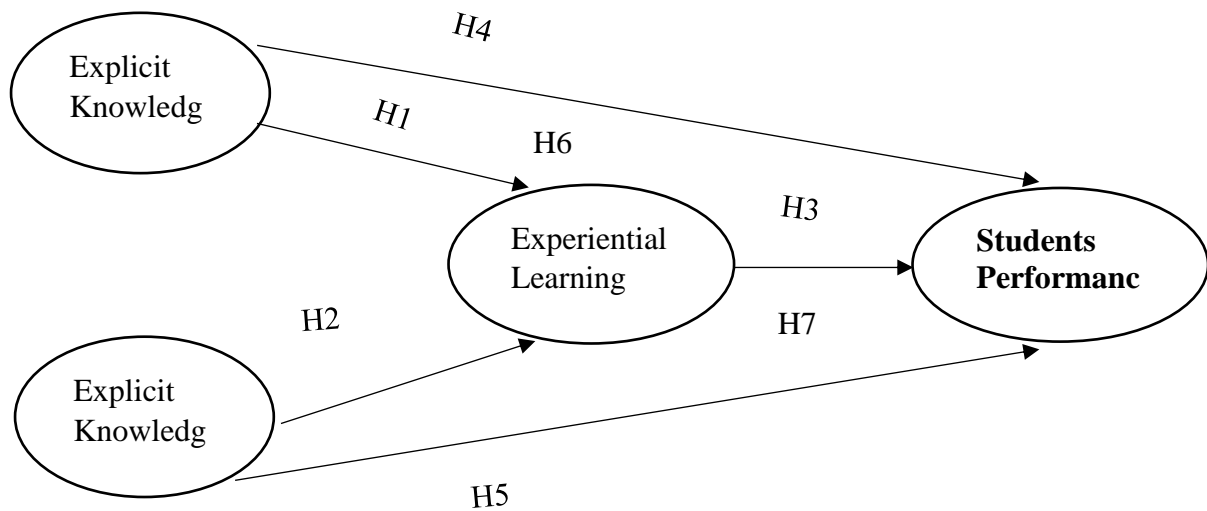 H4
Explicit
Knowledg
H1
H6
H3
Experiential
Learning
Students
Performanc
H2
H7
Explicit
Knowledg
H5